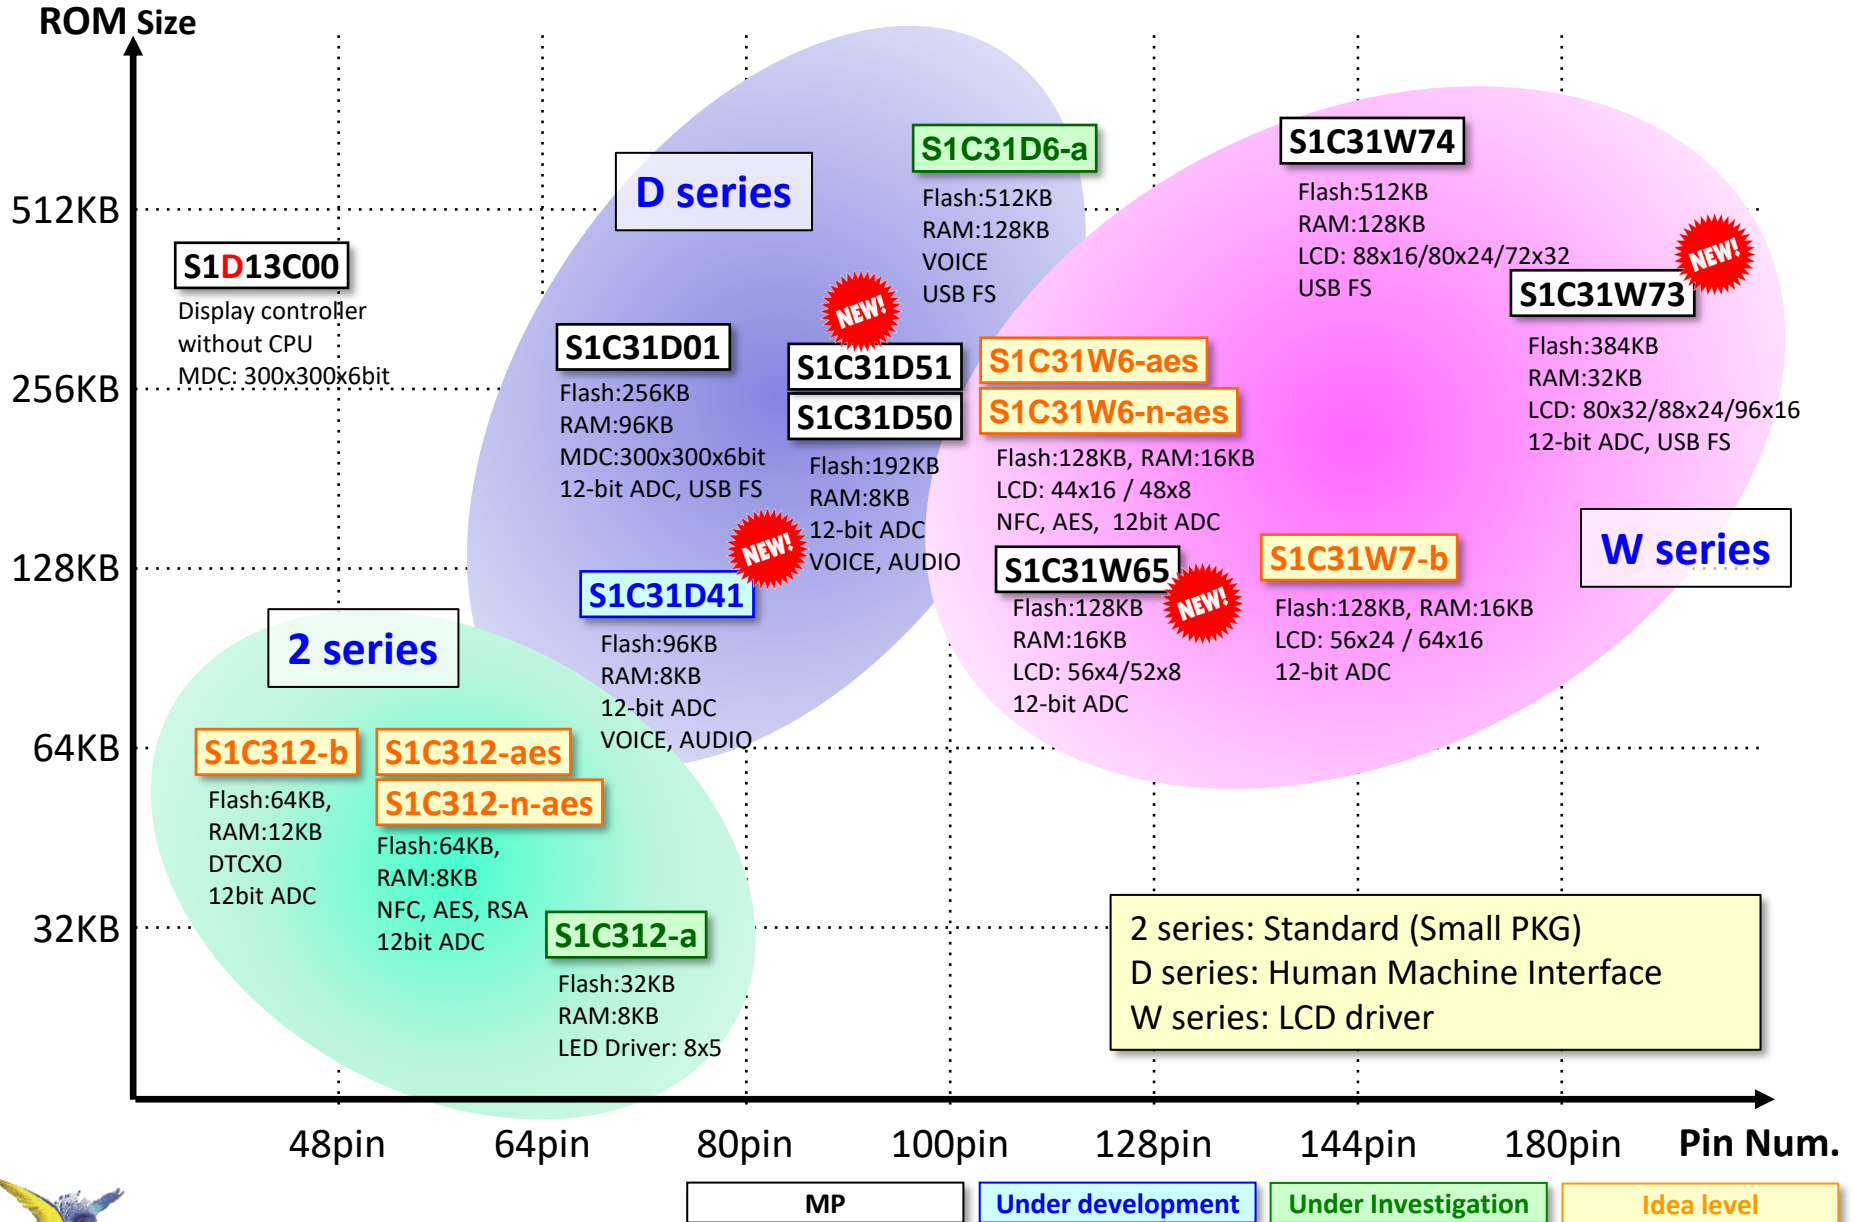 ROM Size
512KB
256KB
128KB
64KB
32KB
S1D13C00
Display controller
without CPU
MDC: 300x300x6bit
D series
S1C31D6-a
Flash:512KB
RAM:128KB
VOICE
USB FS
S1C31D01
Flash:256KB
RAM:96KB
MDC:300x300x6bit
12-bit ADC, USB FS
NEW!
S1C31D51
S1C31D50
Flash:192KB
RAM:8KB
12-bit ADC
VOICE, AUDIO
NEW!
S1C31D41
Flash:96KB
RAM:8KB
12-bit ADC
VOICE, AUDIO
S1C31W74
Flash:512KB
RAM:128KB
LCD: 88x16/80x24/72x32
USB FS
NEW!
S1C31W73
Flash:384KB
RAM:32KB
LCD: 80x32/88x24/96x16
12-bit ADC, USB FS
S1C31W6-aes
S1C31W6-n-aes
Flash:128KB, RAM:16KB
LCD: 44x16 / 48x8
NFC, AES, 12bit ADC
S1C31W65
NEW!
Flash:128KB
RAM:16KB
LCD: 56x4/52x8
12-bit ADC
S1C31W7-b
Flash:128KB, RAM:16KB
LCD: 56x24 / 64x16
12-bit ADC
W series
2 series
S1C312-b
Flash:64KB,
RAM:12KB
DTCXO
12bit ADC
S1C312-aes
S1C312-n-aes
Flash:64KB,
RAM:8KB
NFC, AES, RSA
12bit ADC
S1C312-a
Flash:32KB
RAM:8KB
LED Driver: 8x5
2 series: Standard (Small PKG)
D series: Human Machine Interface
W series: LCD driver
48pin
64pin
80pin
100pin
128pin
144pin
180pin
Pin Num.
MP
Under development
Under Investigation
Idea level